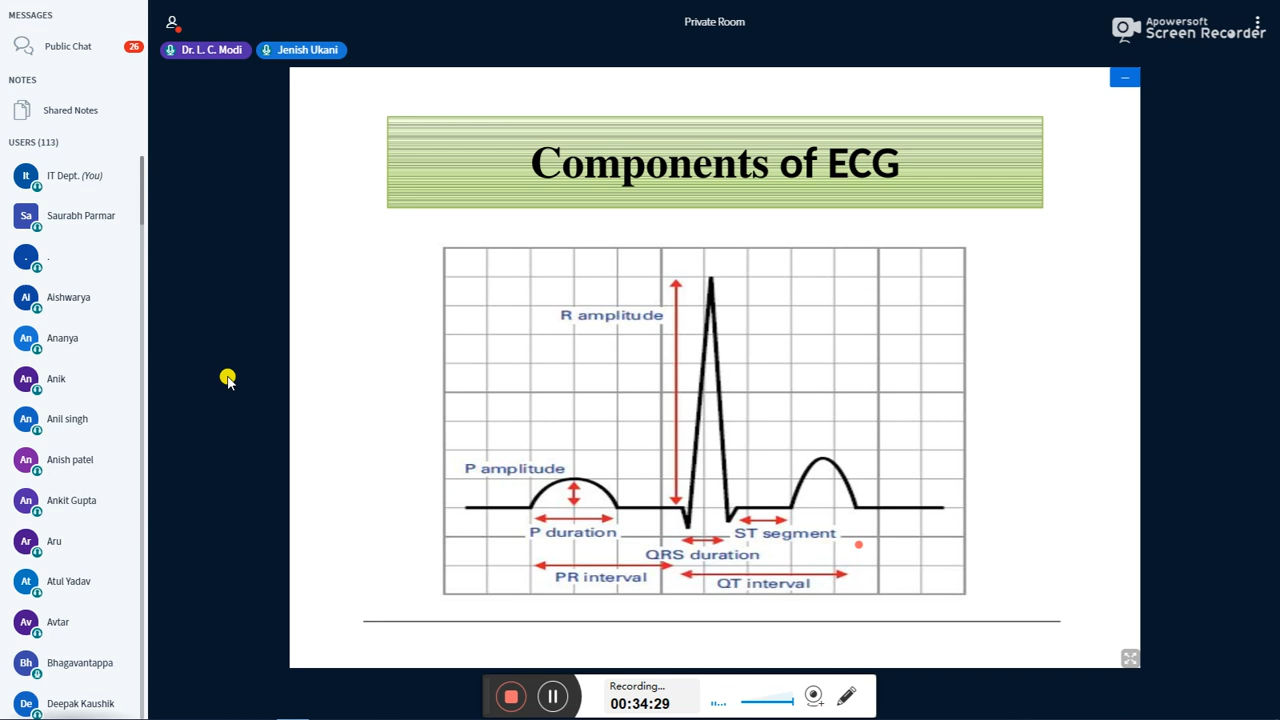 MESSAGES
Public Chat
26
NOTES
Shared Notes
USERS (113)
It
IT Dept. (You)
Sa
Saurabh Parmar
.
.
Ai
Aishwarya
An
Ananya
An
Anik
An
Anil singh
An
Anish patel
An
Ankit Gupta
Ar
Aru
At
Atul Yadav
Av
Avtar
Bh
Bhagavantappa
De
Deepak Kaushik
Private Room
Dr. L. C. Modi
Jenish Ukani
Apowersoft
Screen Recorder
Components of ECG
R amplitude
P amplitude
P duration
ST segment
QRS duration
PR interval
QT interval
Recording...
00:34:29